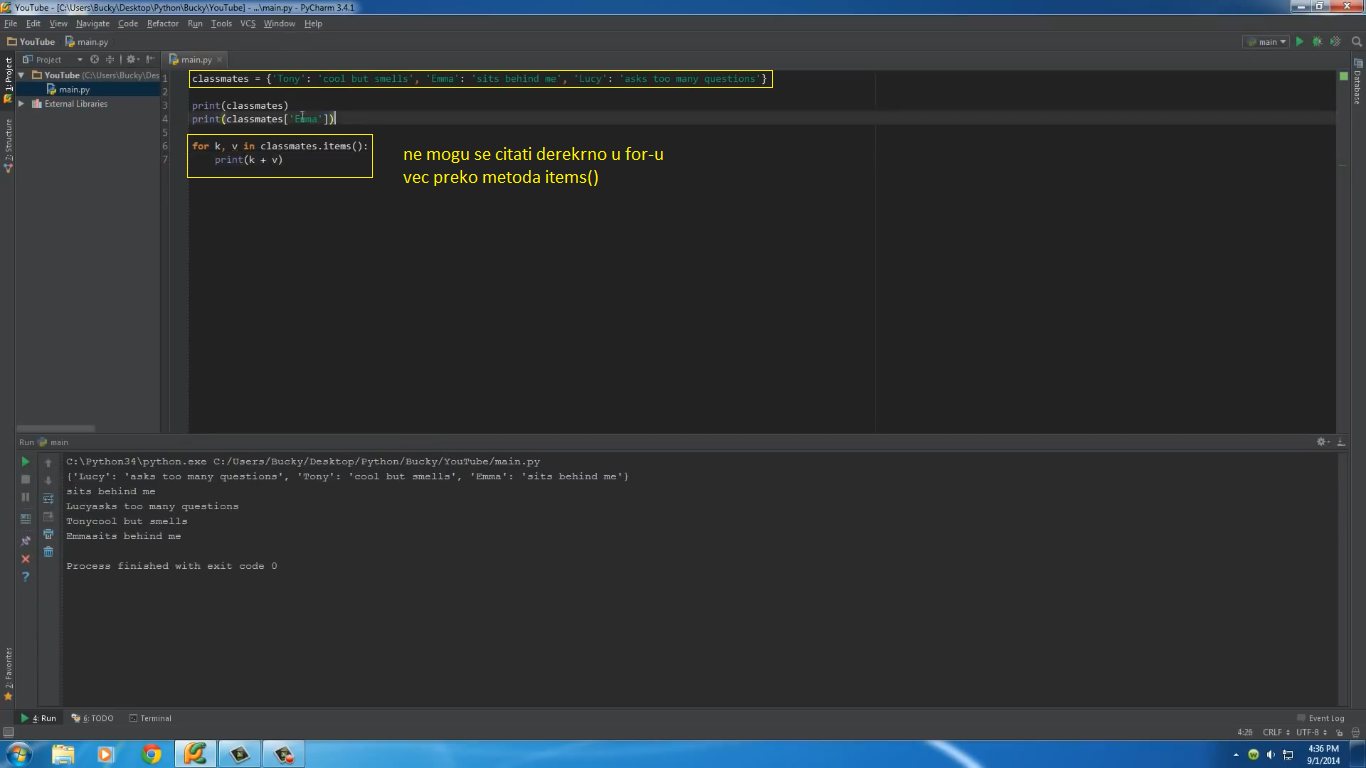 YouTube - [C:\Users\Bucky\Desktop\Python\Bucky\YouTube] - ...\main.py - PyCharm 3.4.1
File Edit View Navigate Code Refactor Run Tools VCS Window Help
YouTube main.py main
1: Project
Project
YouTube (C:\Users\Bucky\Des
main.py
External Libraries
2: Structure
main.py
Database
1 classmates = {'Tony': 'cool but smells', 'Emma': 'sits behind me', 'Lucy': 'asks too many questions'}
2
3 print(classmates)
4 print(classmates['Emma'])
5
6 for k, v in classmates.items():
7 print(k + v)
ne mogu se citati derekrno u for-u
vec preko metoda items()
Run main
C:\Python34\python.exe C:/Users/Bucky/Desktop/Python/Bucky/YouTube/main.py
{'Lucy': 'asks too many questions', 'Tony': 'cool but smells', 'Emma': 'sits behind me'}
sits behind me
Lucyasks too many questions
Tonycool but smells
Emmasits behind me
Process finished with exit code 0
2: Favorites
4: Run 6: TODO Terminal Event Log
4:26 CRLF UTF-8
4:36 PM
9/1/2014